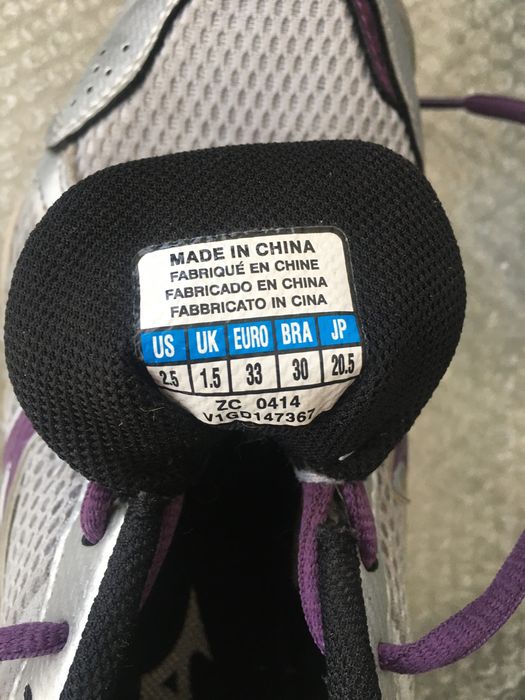 MADE IN CHINA
FABRIQUÉ EN CHINE
FABRICADO EN CHINA
FABBRICATO IN CINA
US UK EURO BRA JP
2.5 1.5 33 30 20.5
ZC 0414
V1GD147367